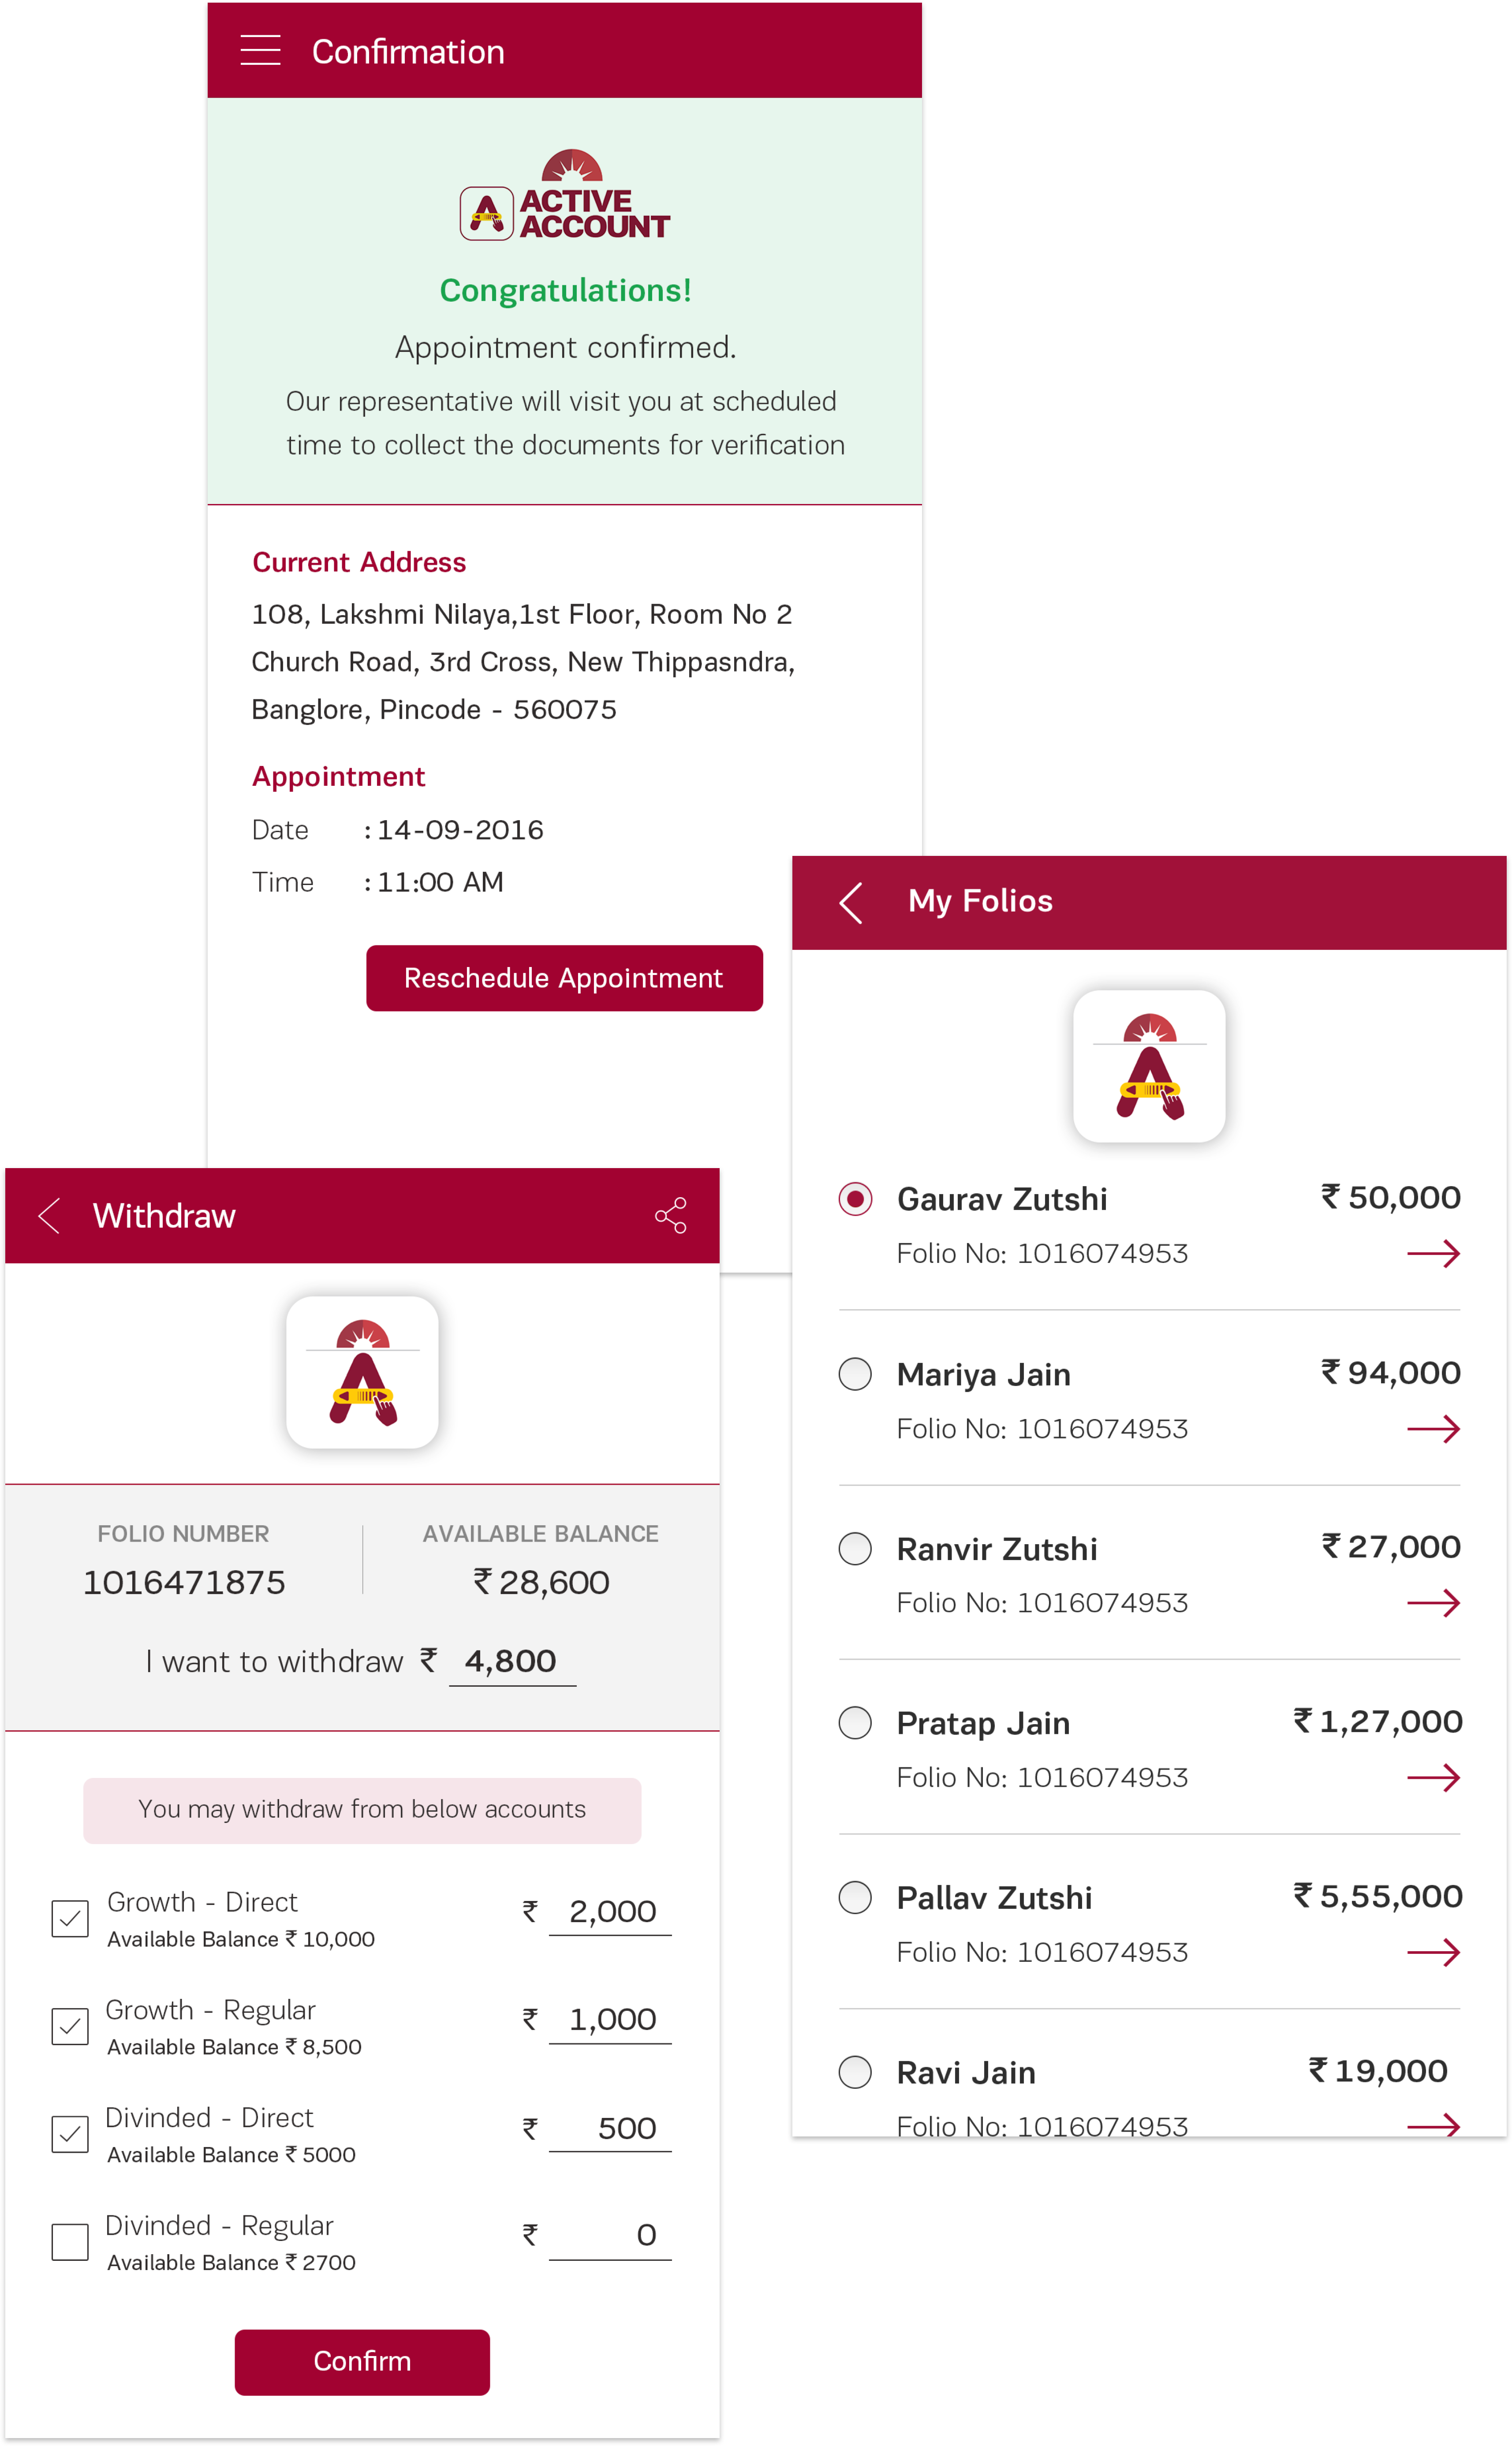 Confirmation
ACTIVE
ACCOUNT
Congratulations!
Appointment confirmed.
Our representative will visit you at scheduled
time to collect the documents for verification
Current Address
108, Lakshmi Nilaya,1st Floor, Room No 2
Church Road, 3rd Cross, New Thippasndra,
Banglore, Pincode - 560075
Appointment
Date : 14-09-2016
Time : 11:00 AM
Reschedule Appointment
My Folios
Gaurav Zutshi ₹ 50,000
Folio No: 1016074953
Mariya Jain ₹ 94,000
Folio No: 1016074953
Ranvir Zutshi ₹ 27,000
Folio No: 1016074953
Pratap Jain ₹ 1,27,000
Folio No: 1016074953
Pallav Zutshi ₹ 5,55,000
Folio No: 1016074953
Ravi Jain ₹ 19,000
Folio No: 1016074953
Withdraw
FOLIO NUMBER AVAILABLE BALANCE
1016471875 ₹ 28,600
I want to withdraw ₹ 4,800
You may withdraw from below accounts
Growth - Direct ₹ 2,000
Available Balance ₹ 10,000
Growth - Regular ₹ 1,000
Available Balance ₹ 8,500
Divinded - Direct ₹ 500
Available Balance ₹ 5000
Divinded - Regular ₹ 0
Available Balance ₹ 2700
Confirm